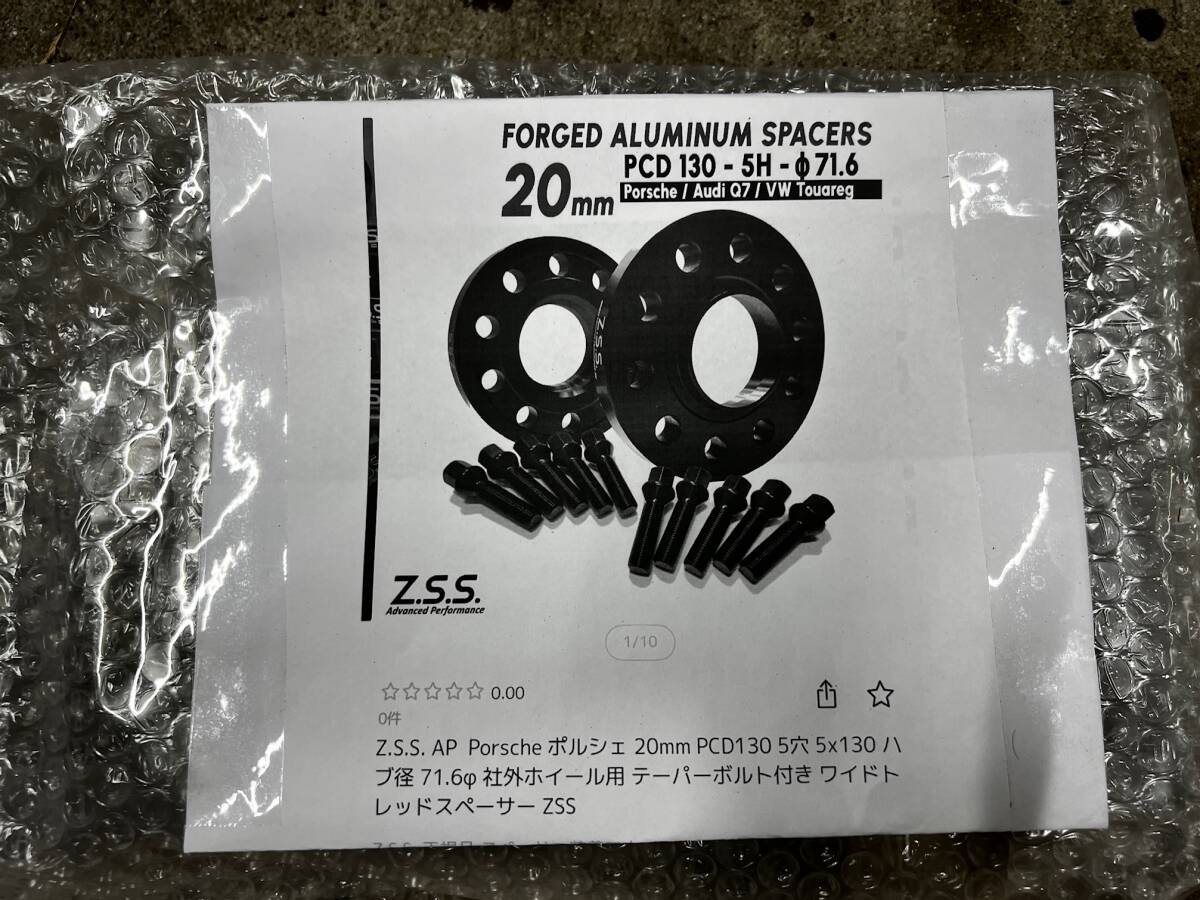 FORGED ALUMINUM SPACERS
20mm PCD 130 - 5H - ϕ71.6
Porsche / Audi Q7 / VW Touareg
Z.S.S.
Z.S.S.
Advanced Performance
1/10
☆☆☆☆☆ 0.00
0件
Z.S.S. AP Porsche ポルシェ 20mm PCD130 5穴 5x130 ハ
ブ径 71.6φ 社外ホイール用 テーパーボルト付き ワイドト
レッドスペーサー ZSS